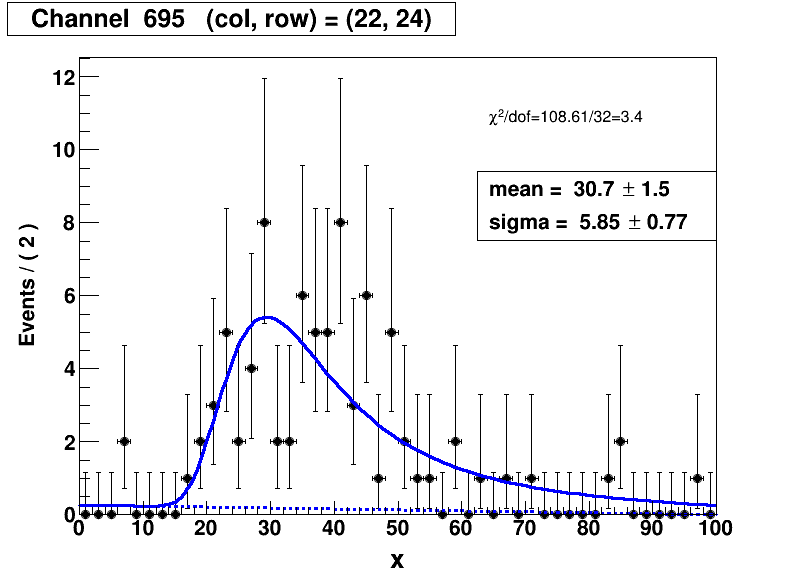 Channel 695 (col, row) = (22, 24)
χ²/dof=108.61/32=3.4
mean = 30.7 ± 1.5
sigma = 5.85 ± 0.77
Events / ( 2 )
12
10
8
6
4
2
0
0 10 20 30 40 50 60 70 80 90 100
x